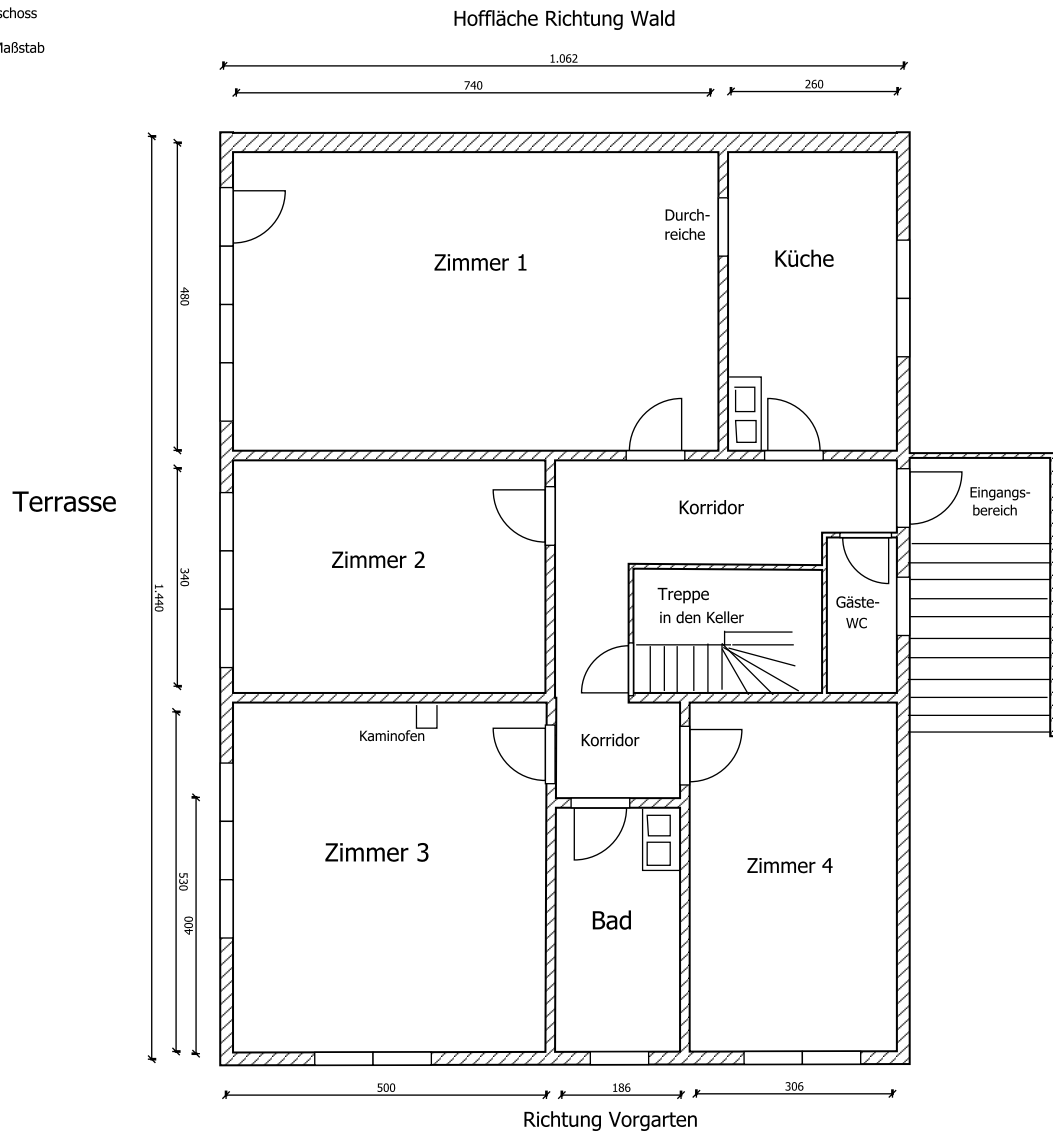 Hoffläche Richtung Wald
1.062
740
260
Durch-
reiche
Zimmer 1
Küche
480
Terrasse
Korridor
Eingangs-
bereich
Zimmer 2
340
1.440
Treppe
in den Keller
Gäste-
WC
Kaminofen
Korridor
Zimmer 3
Zimmer 4
530
400
Bad
500
186
306
Richtung Vorgarten